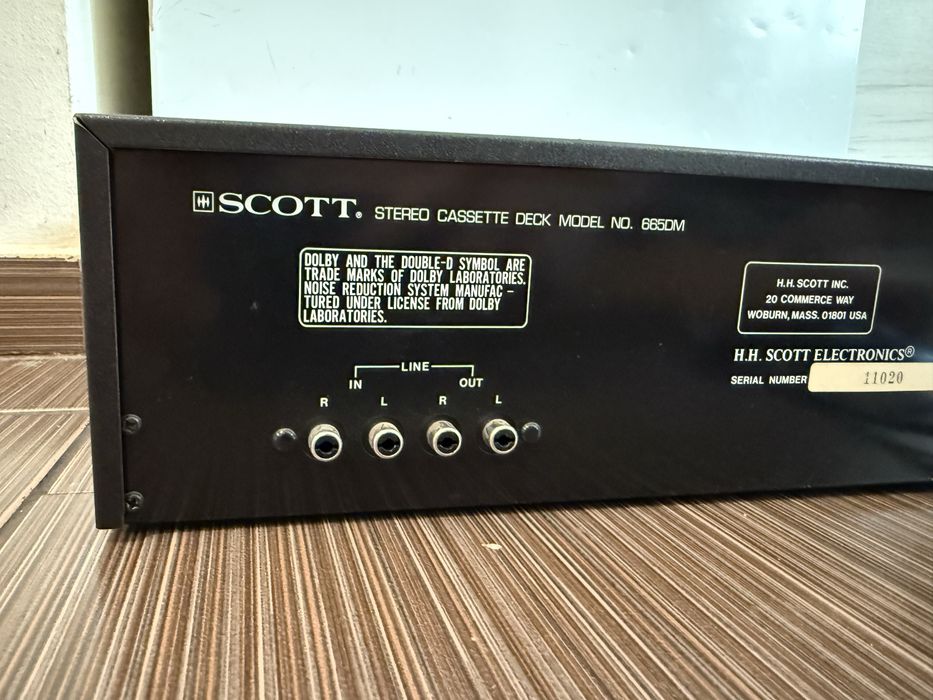 SCOTT® STEREO CASSETTE DECK MODEL NO. 665DM
DOLBY AND THE DOUBLE-D SYMBOL ARE
TRADE MARKS OF DOLBY LABORATORIES.
NOISE REDUCTION SYSTEM MANUFAC-
TURED UNDER LICENSE FROM DOLBY
LABORATORIES.
H.H. SCOTT INC.
20 COMMERCE WAY
WOBURN, MASS. 01801 USA
H.H. SCOTT ELECTRONICS®
SERIAL NUMBER 11020
LINE
IN OUT
R L R L